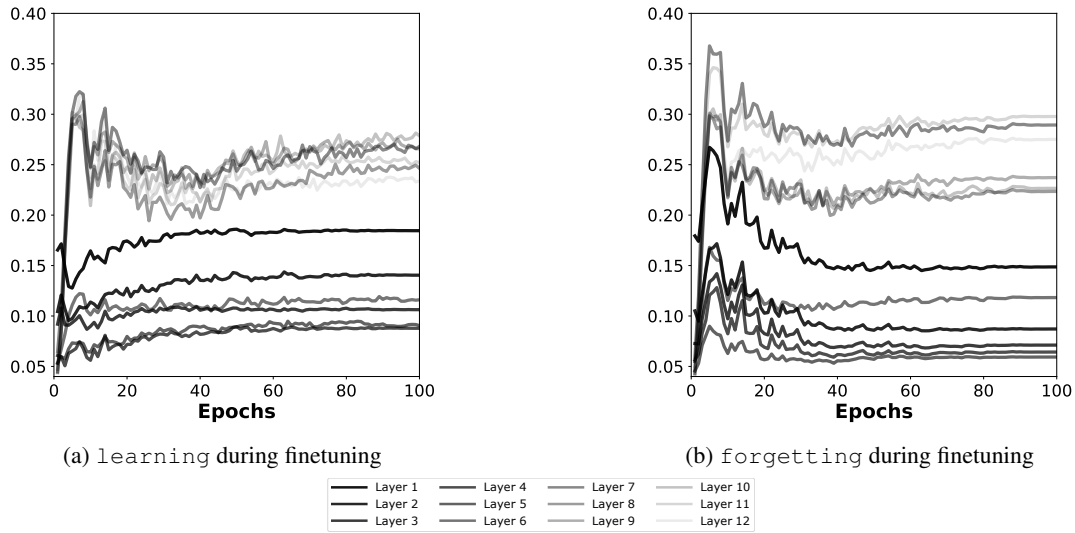 0.40
0.35
0.30
0.25
0.20
0.15
0.10
0.05
0 20 40 60 80 100
Epochs
(a) learning during finetuning
0.40
0.35
0.30
0.25
0.20
0.15
0.10
0.05
0 20 40 60 80 100
Epochs
(b) forgetting during finetuning
Layer 1 Layer 4 Layer 7 Layer 10
Layer 2 Layer 5 Layer 8 Layer 11
Layer 3 Layer 6 Layer 9 Layer 12